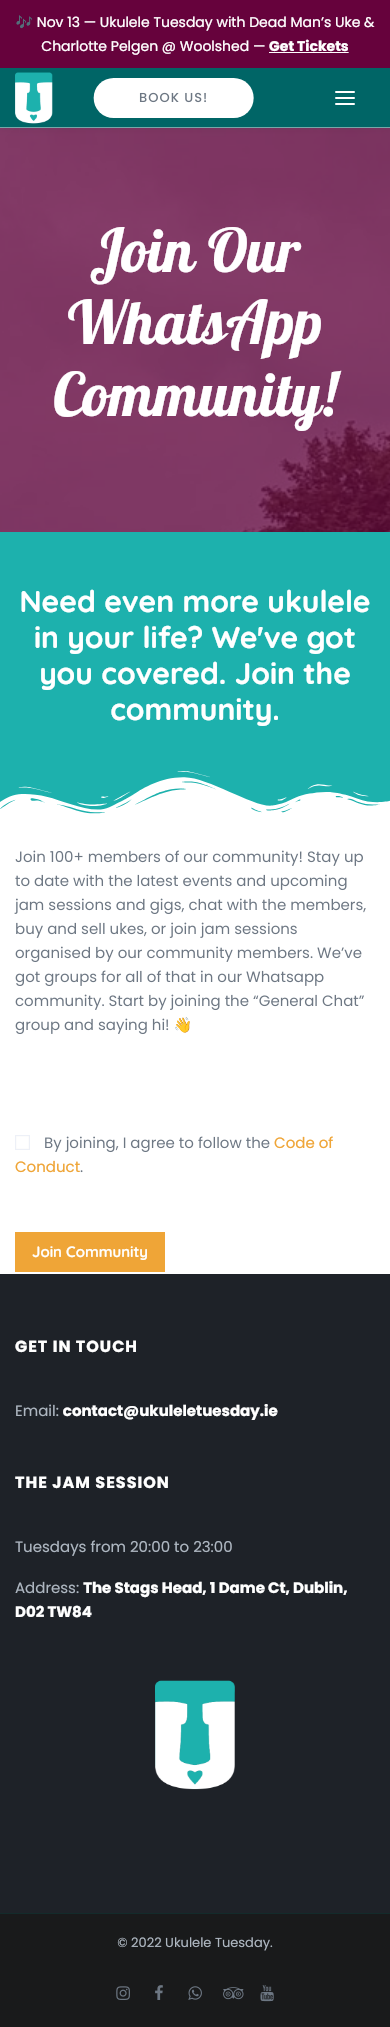 🎶 Nov 13 — Ukulele Tuesday with Dead Man’s Uke &
Charlotte Pelgen @ Woolshed — Get Tickets
BOOK US!
Join Our
WhatsApp
Community!
Need even more ukulele
in your life? We've got
you covered. Join the
community.
Join 100+ members of our community! Stay up
to date with the latest events and upcoming
jam sessions and gigs, chat with the members,
buy and sell ukes, or join jam sessions
organised by our community members. We’ve
got groups for all of that in our Whatsapp
community. Start by joining the “General Chat”
group and saying hi! 👋
By joining, I agree to follow the Code of
Conduct.
Join Community
GET IN TOUCH
Email: contact@ukuleletuesday.ie
THE JAM SESSION
Tuesdays from 20:00 to 23:00
Address: The Stags Head, 1 Dame Ct, Dublin,
D02 TW84
© 2022 Ukulele Tuesday.